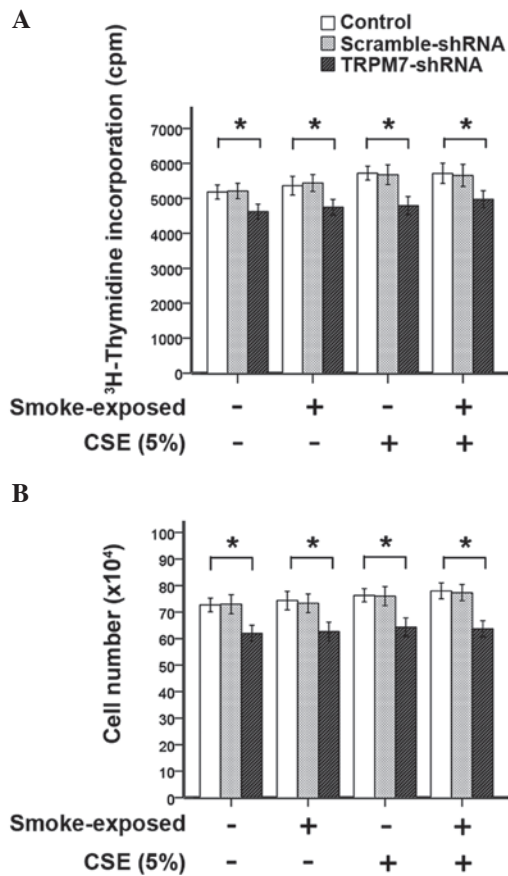 A
Control
Scramble-shRNA
TRPM7-shRNA
³H-Thymidine incorporation (cpm)
7000
6000
5000
4000
3000
2000
1000
0
* * * *
Smoke-exposed - + - +
CSE (5%) - - + +
B
Cell number (x10⁴)
100
90
80
70
60
50
40
30
20
10
0
* * * *
Smoke-exposed - + - +
CSE (5%) - - + +